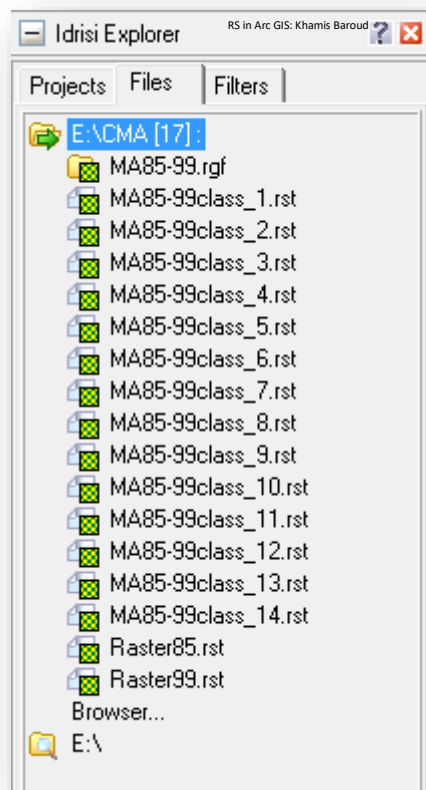 Idrisi Explorer
RS in Arc GIS: Khamis Baroud
Projects Files Filters
E:\CMA [17] :
MA85-99.rgf
MA85-99class_1.rst
MA85-99class_2.rst
MA85-99class_3.rst
MA85-99class_4.rst
MA85-99class_5.rst
MA85-99class_6.rst
MA85-99class_7.rst
MA85-99class_8.rst
MA85-99class_9.rst
MA85-99class_10.rst
MA85-99class_11.rst
MA85-99class_12.rst
MA85-99class_13.rst
MA85-99class_14.rst
Raster85.rst
Raster99.rst
Browser...
E:\